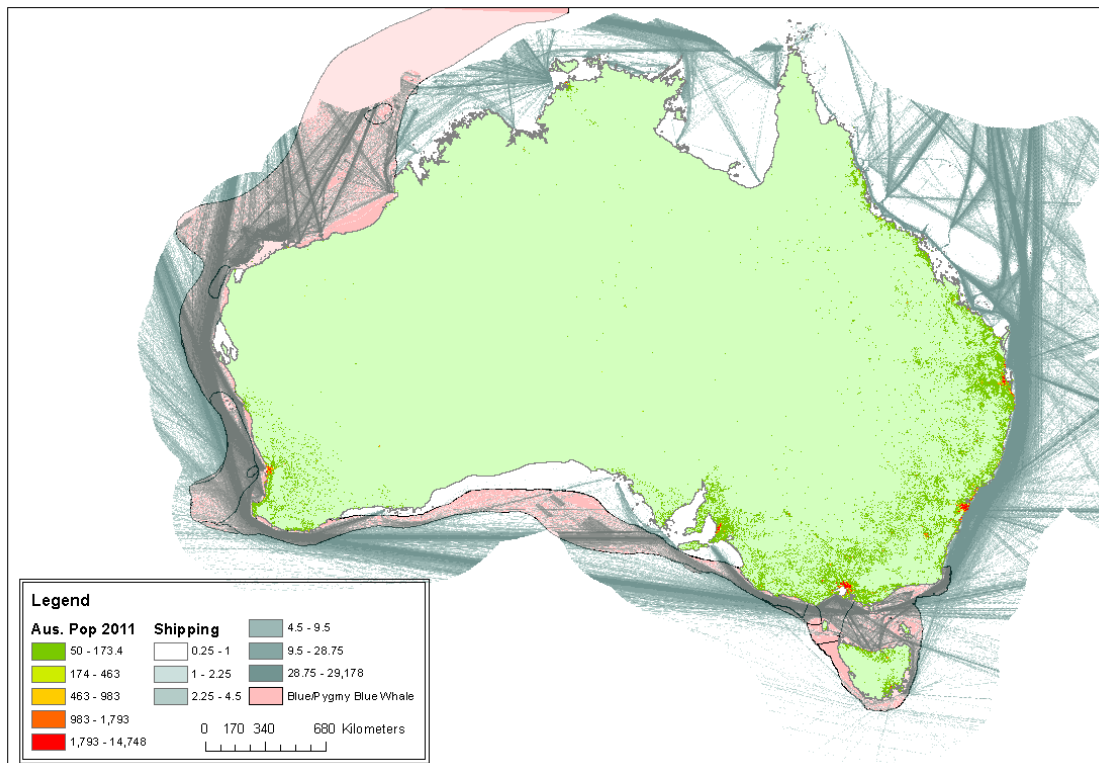 Legend
Aus. Pop 2011
50 - 173.4
174 - 463
463 - 983
983 - 1,793
1,793 - 14,748
Shipping
0.25 - 1
1 - 2.25
2.25 - 4.5
4.5 - 9.5
9.5 - 28.75
28.75 - 29,178
Blue/Pygmy Blue Whale
0 170 340 680 Kilometers